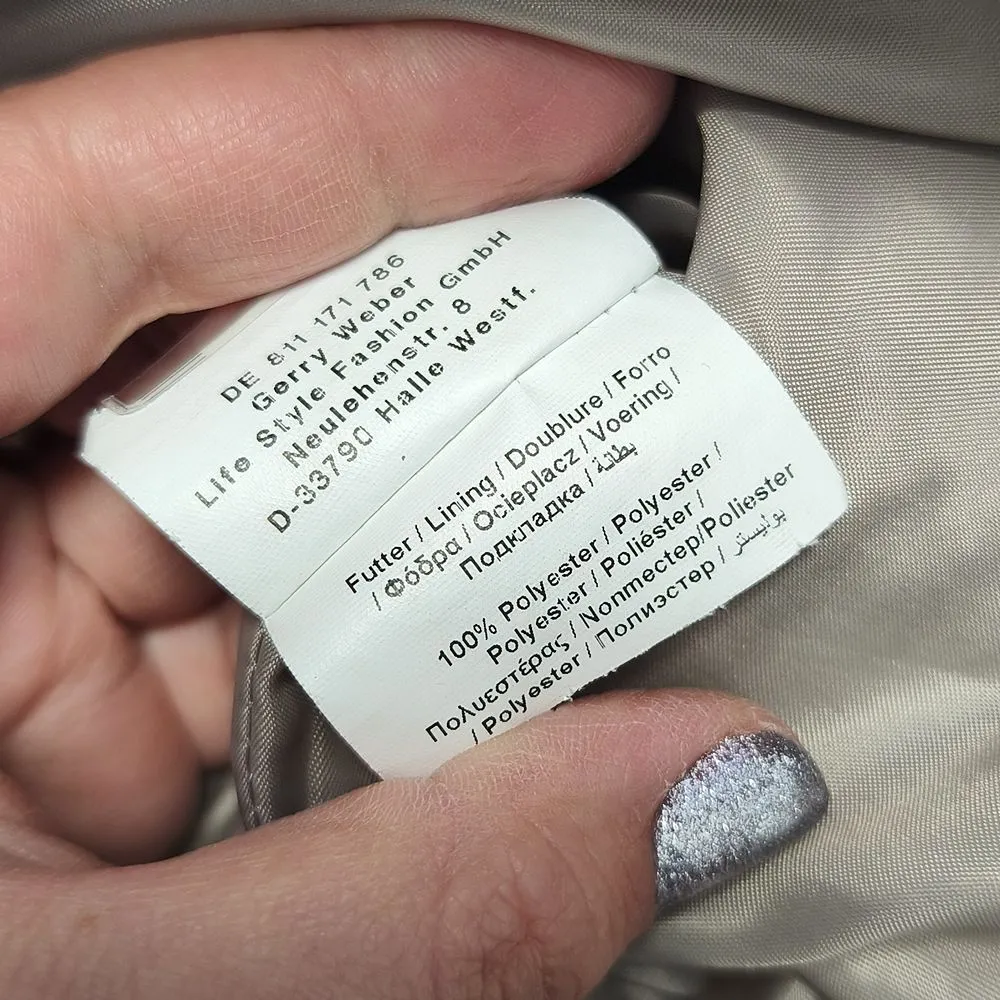 DE 811 171 786
Gerry Weber
Life Style Fashion GmbH
Neulehenstr. 8
D-33790 Halle Westf.
Futter / Lining / Doublure / Forro
/ Φόδρα / Ocieplacz / Voering /
Подкладка / بطانة
100% Polyester / Polyester /
Polyester / Poliéster /
Πολυεστέρας / Nonmectep/Poliester
/ Polyester / Полиэстер / بوليستر